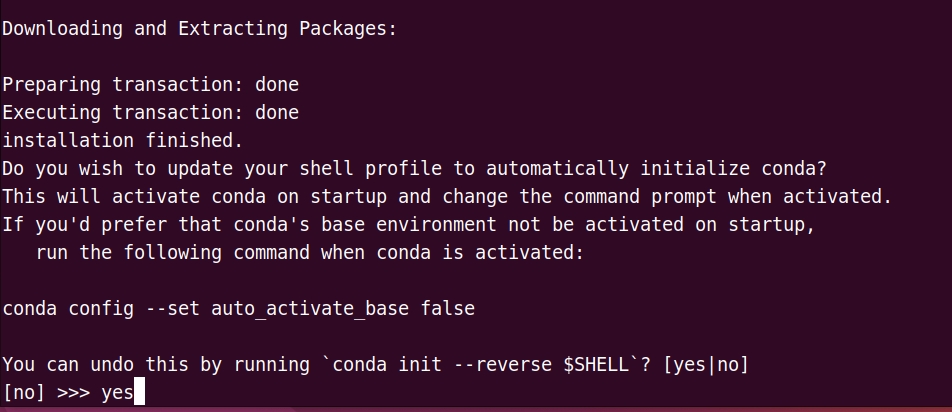 Downloading and Extracting Packages:
Preparing transaction: done
Executing transaction: done
installation finished.
Do you wish to update your shell profile to automatically initialize conda?
This will activate conda on startup and change the command prompt when activated.
If you'd prefer that conda's base environment not be activated on startup,
   run the following command when conda is activated:
conda config --set auto_activate_base false
You can undo this by running `conda init --reverse $SHELL`? [yes|no]
[no] >>> yes